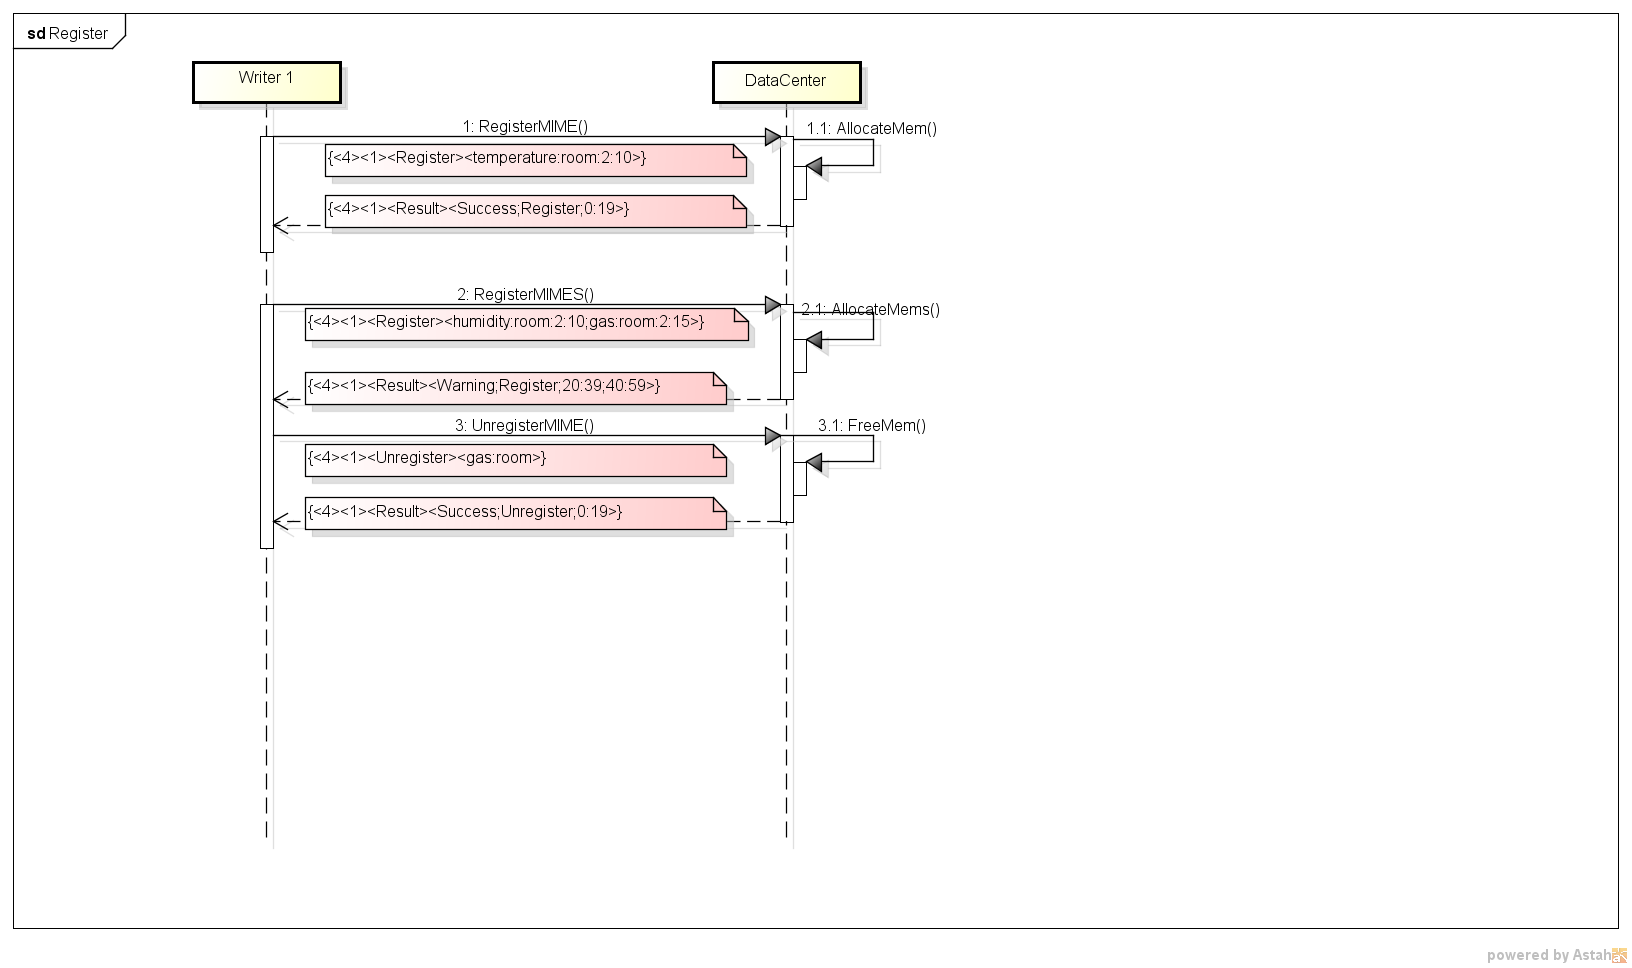 sd Register
Writer 1
DataCenter
1: RegisterMIME()
1.1: AllocateMem()
{<4><1><Register><temperature:room:2:10>}
{<4><1><Result><Success;Register;0:19>}
2: RegisterMIMES()
2.1: AllocateMems()
{<4><1><Register><humidity:room:2:10;gas:room:2:15>}
{<4><1><Result><Warning;Register;20:39;40:59>}
3: UnregisterMIME()
3.1: FreeMem()
{<4><1><Unregister><gas:room>}
{<4><1><Result><Success;Unregister;0:19>}
powered by Astah